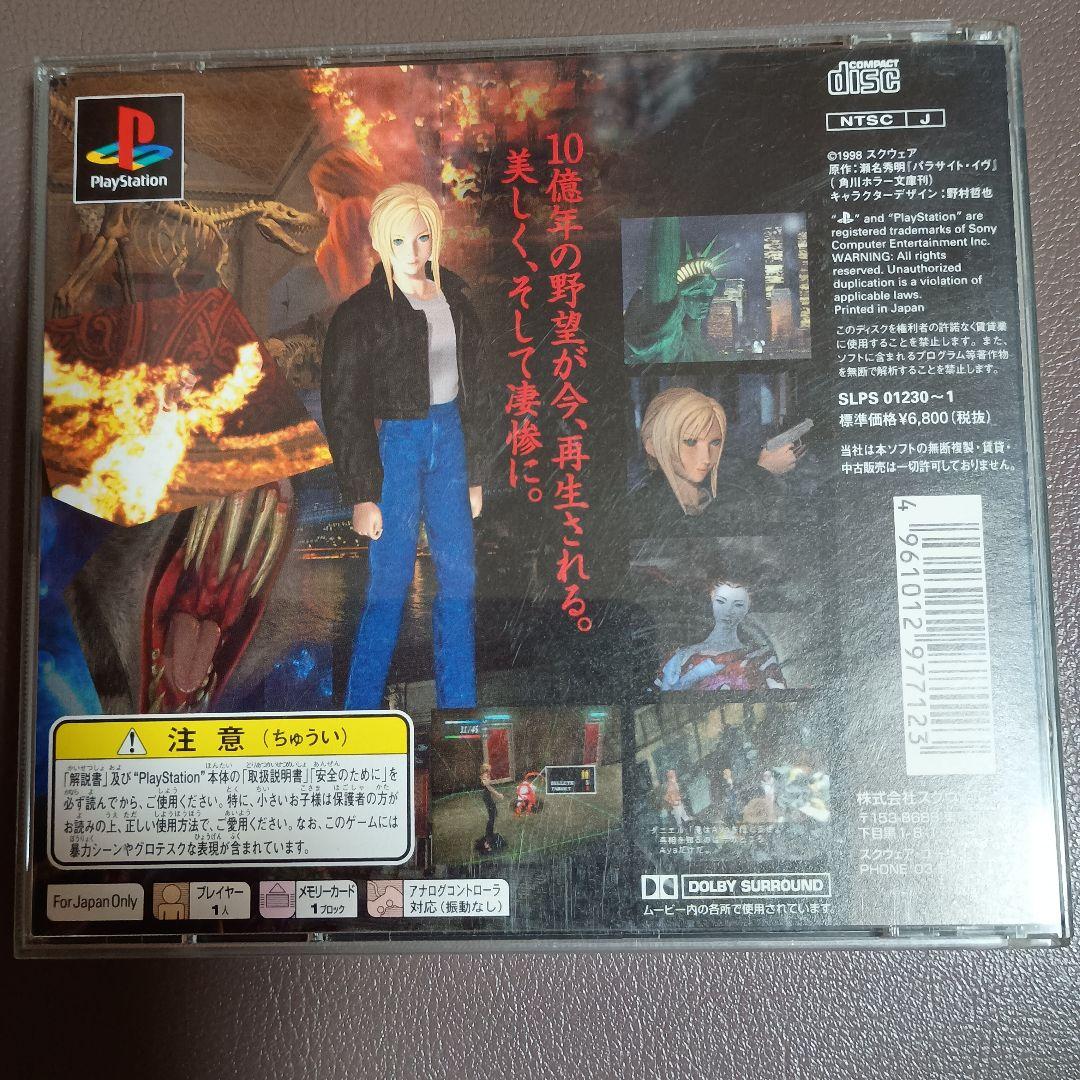 PlayStation
10億年の野望が今、再生される。
美しく、そして凄惨に。
COMPACT
disc
NTSC J
©1998 スクウェア
原作：瀬名秀明『パラサイト・イヴ』
（角川ホラー文庫刊）
キャラクターデザイン：野村哲也
" " and "PlayStation" are
registered trademarks of Sony
Computer Entertainment Inc.
WARNING: All rights
reserved. Unauthorized
duplication is a violation of
applicable laws.
Printed in Japan
このディスクを権利者の許諾なく賃貸業
に使用することを禁止します。また、
ソフトに含まれるプログラム等著作物
を無断で解析することを禁止します。
SLPS 01230～1
標準価格¥6,800(税抜)
当社は本ソフトの無断複製・賃貸・
中古販売は一切許可しておりません。
4 961012 977123
株式会社
〒153-868
下目黒
スクウェア
PHONE 03
注意（ちゅうい）
「解説書」及び"PlayStation"本体の「取扱説明書」「安全のために」を
必ず読んでから、ご使用ください。特に、小さいお子様は保護者の方が
お読みの上、正しい使用方法で、ご愛用ください。なお、このゲームには
暴力シーンやグロテスクな表現が含まれています。
11/45
BULLETS
TARGET
Ayaだけだ。
For Japan Only
プレイヤー
1人
メモリーカード
1ブロック
アナログコントローラ
対応（振動なし）
DOLBY SURROUND
ムービー内の各所で使用されています。